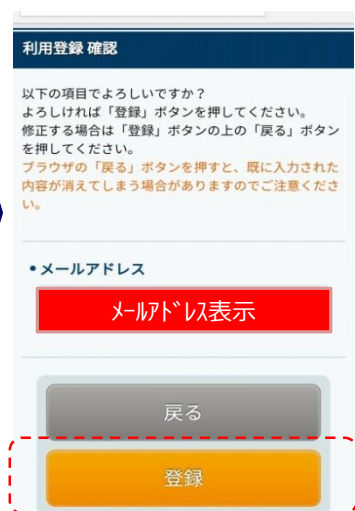 利用登録 確認
以下の項目でよろしいですか？
よろしければ「登録」ボタンを押してください。
修正する場合は「登録」ボタンの上の「戻る」ボタン
を押してください。
ブラウザの「戻る」ボタンを押すと、既に入力された
内容が消えてしまう場合がありますのでご注意くださ
い。
•メールアドレス
ﾒｰﾙｱﾄﾞﾚｽ表示
戻る
登録